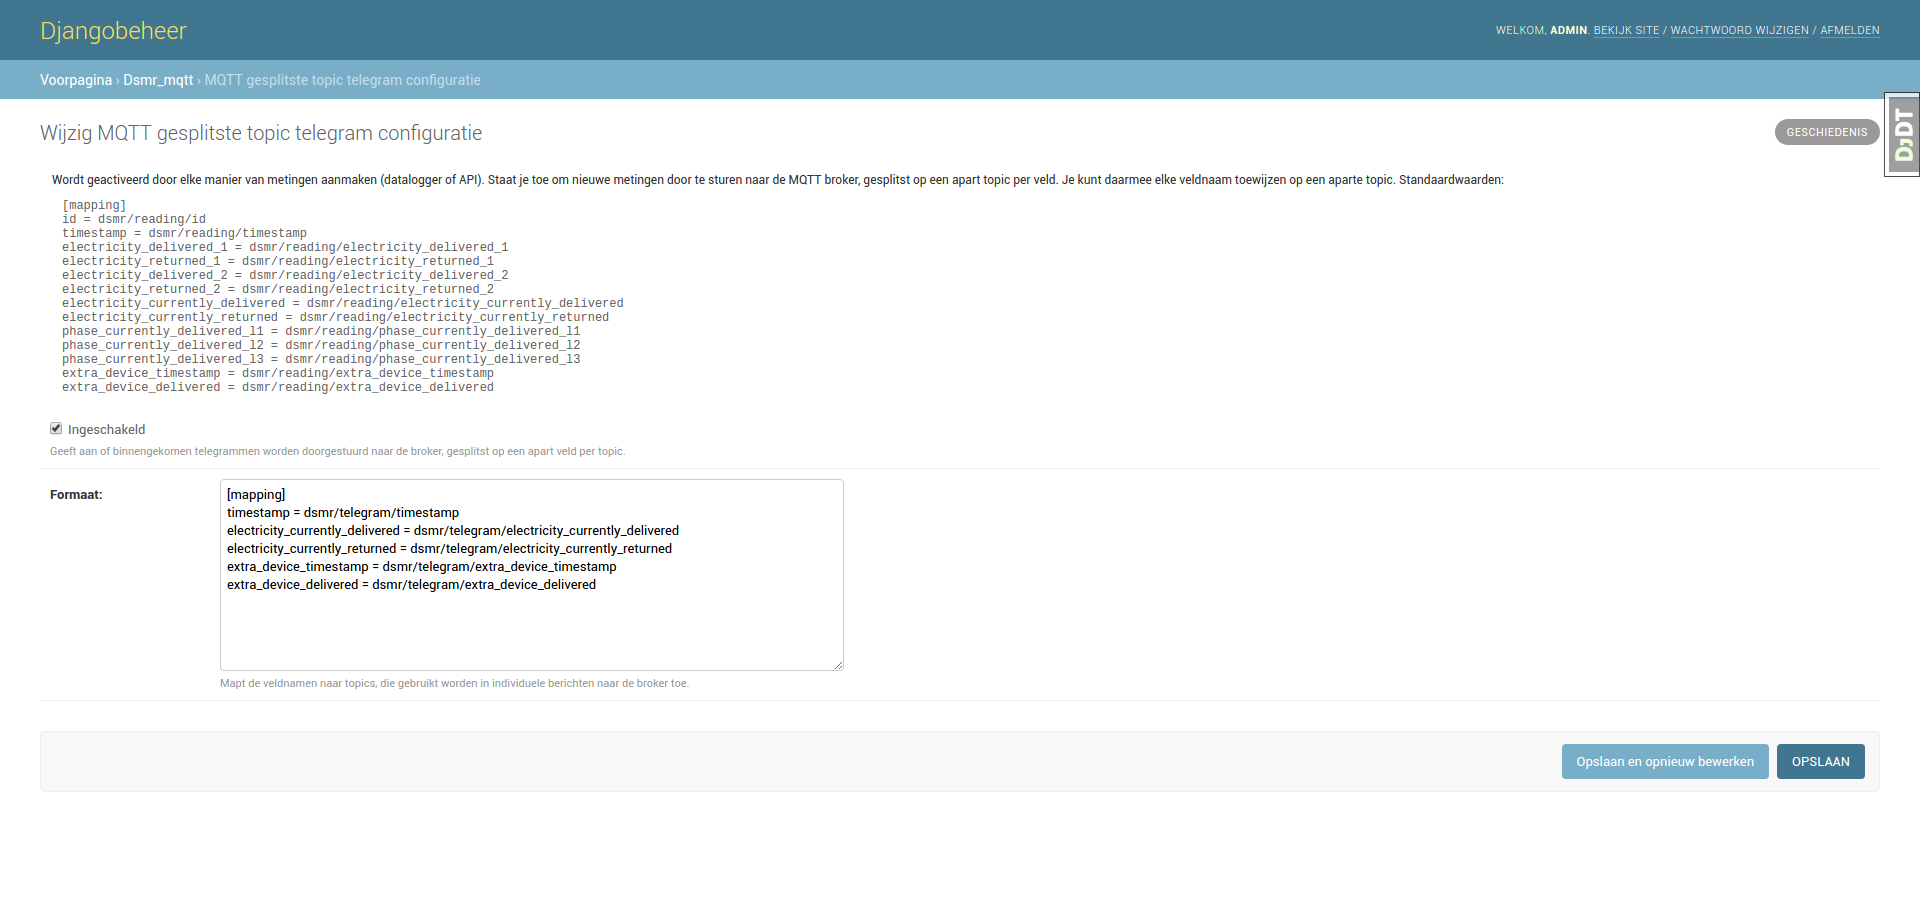 Djangobeheer
WELKOM, ADMIN. BEKIJK SITE / WACHTWOORD WIJZIGEN / AFMELDEN
Voorpagina › Dsmr_mqtt › MQTT gesplitste topic telegram configuratie
DJDT
Wijzig MQTT gesplitste topic telegram configuratie
GESCHIEDENIS
Wordt geactiveerd door elke manier van metingen aanmaken (datalogger of API). Staat je toe om nieuwe metingen door te sturen naar de MQTT broker, gesplitst op een apart topic per veld. Je kunt daarmee elke veldnaam toewijzen op een aparte topic. Standaardwaarden:
[mapping]
id = dsmr/reading/id
timestamp = dsmr/reading/timestamp
electricity_delivered_1 = dsmr/reading/electricity_delivered_1
electricity_returned_1 = dsmr/reading/electricity_returned_1
electricity_delivered_2 = dsmr/reading/electricity_delivered_2
electricity_returned_2 = dsmr/reading/electricity_returned_2
electricity_currently_delivered = dsmr/reading/electricity_currently_delivered
electricity_currently_returned = dsmr/reading/electricity_currently_returned
phase_currently_delivered_l1 = dsmr/reading/phase_currently_delivered_l1
phase_currently_delivered_l2 = dsmr/reading/phase_currently_delivered_l2
phase_currently_delivered_l3 = dsmr/reading/phase_currently_delivered_l3
extra_device_timestamp = dsmr/reading/extra_device_timestamp
extra_device_delivered = dsmr/reading/extra_device_delivered
Ingeschakeld
Geeft aan of binnengekomen telegrammen worden doorgestuurd naar de broker, gesplitst op een apart veld per topic.
Formaat:
[mapping]
timestamp = dsmr/telegram/timestamp
electricity_currently_delivered = dsmr/telegram/electricity_currently_delivered
electricity_currently_returned = dsmr/telegram/electricity_currently_returned
extra_device_timestamp = dsmr/telegram/extra_device_timestamp
extra_device_delivered = dsmr/telegram/extra_device_delivered
Mapt de veldnamen naar topics, die gebruikt worden in individuele berichten naar de broker toe.
Opslaan en opnieuw bewerken
OPSLAAN